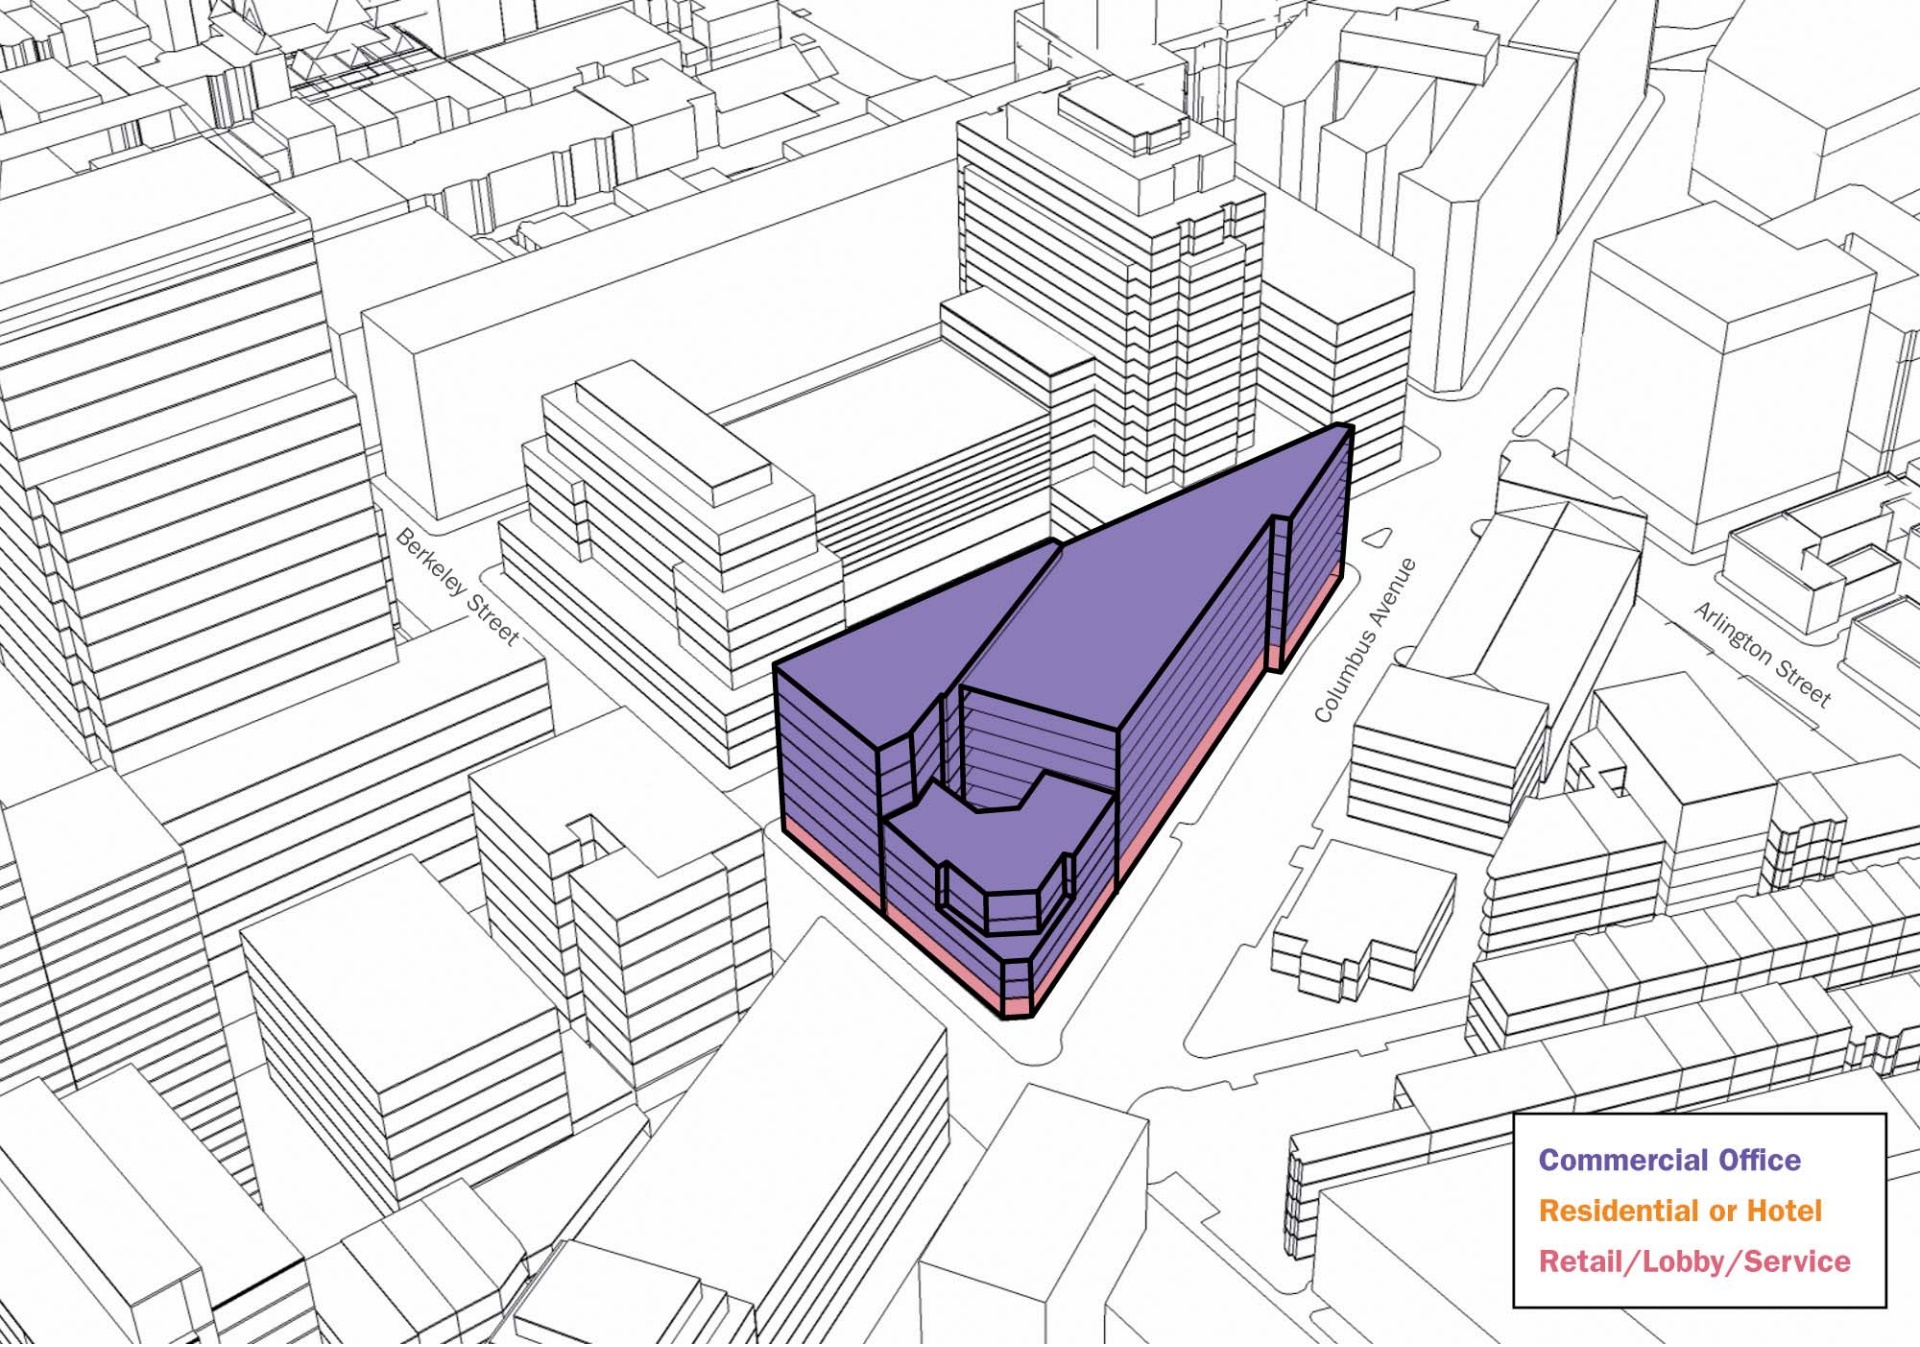 Berkeley Street
Columbus Avenue
Arlington Street
Commercial Office
Residential or Hotel
Retail/Lobby/Service